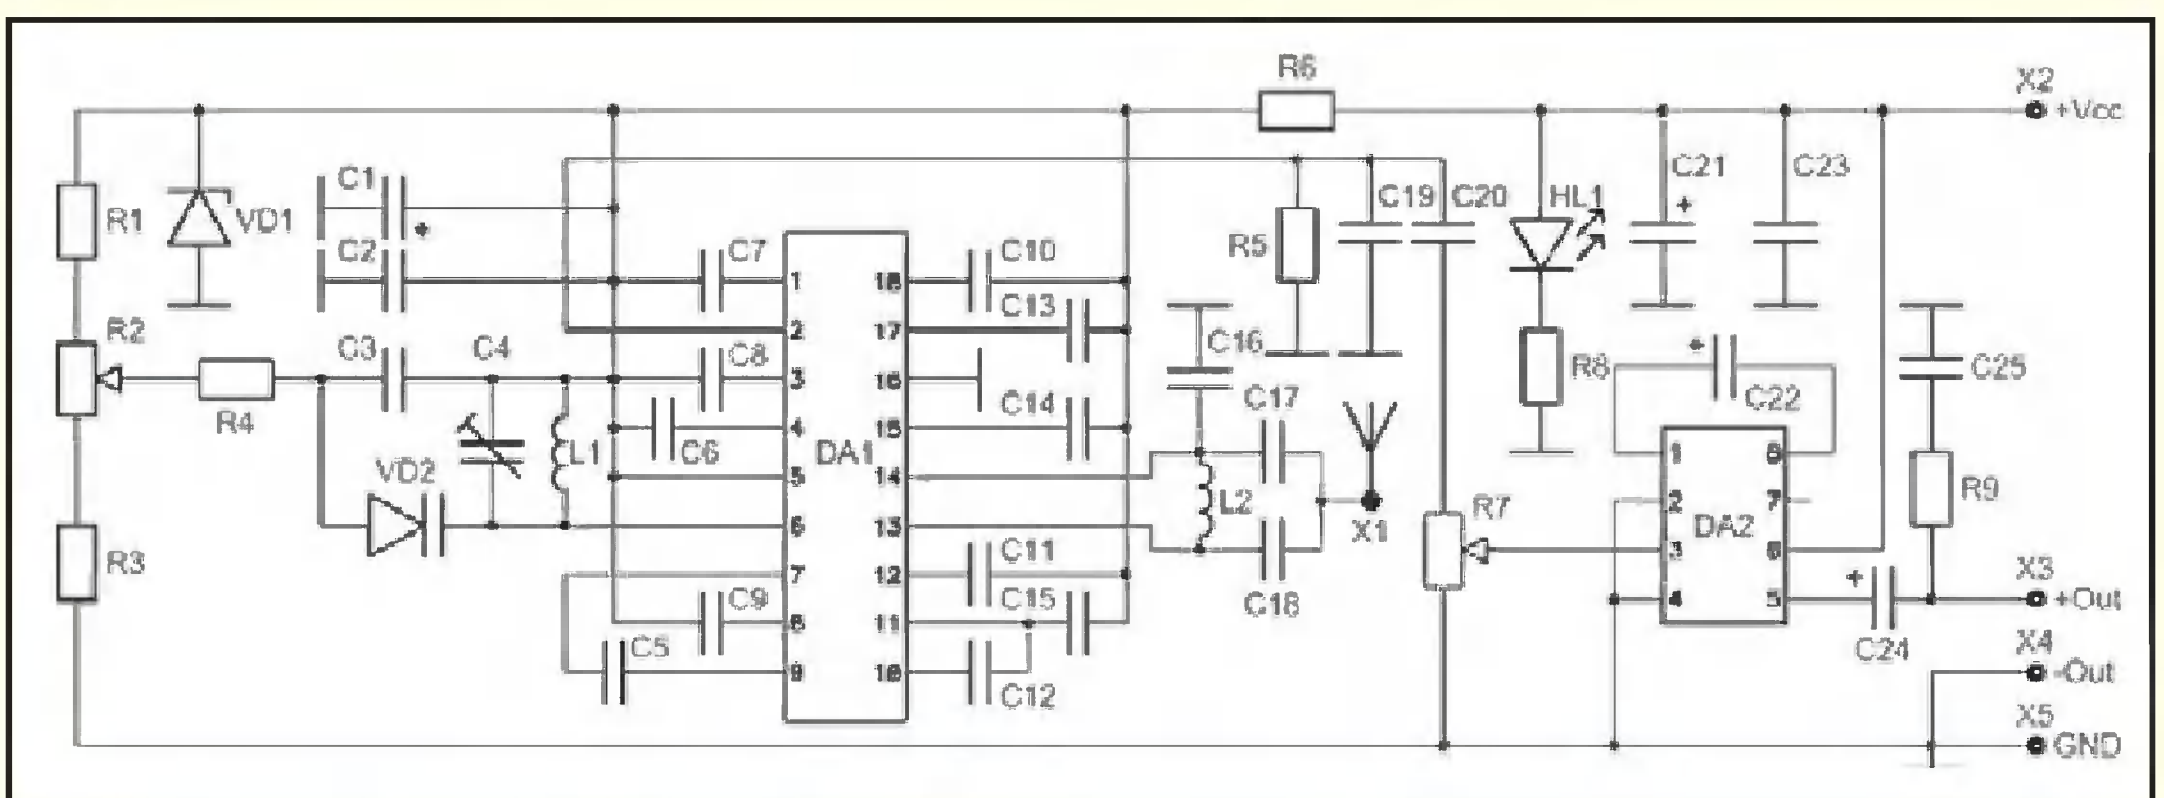 R6
X2
+Vcc
C1
C19
C20
HL1
C21
+
C23
R1
VD1
+
R5
C2
C7
C10
1
18
C13
R2
2
17
C16
C3
C4
C8
3
16
R8
+
C22
C25
R4
C14
C17
C6
4
15
L1
DA1
VD2
5
14
1
8
L2
X1
R7
2
7
DA2
R9
6
13
C11
3
6
R3
7
12
C18
+
X3
C9
C15
4
5
+Out
8
11
C5
C24
X4
9
10
C12
-Out
X5
GND